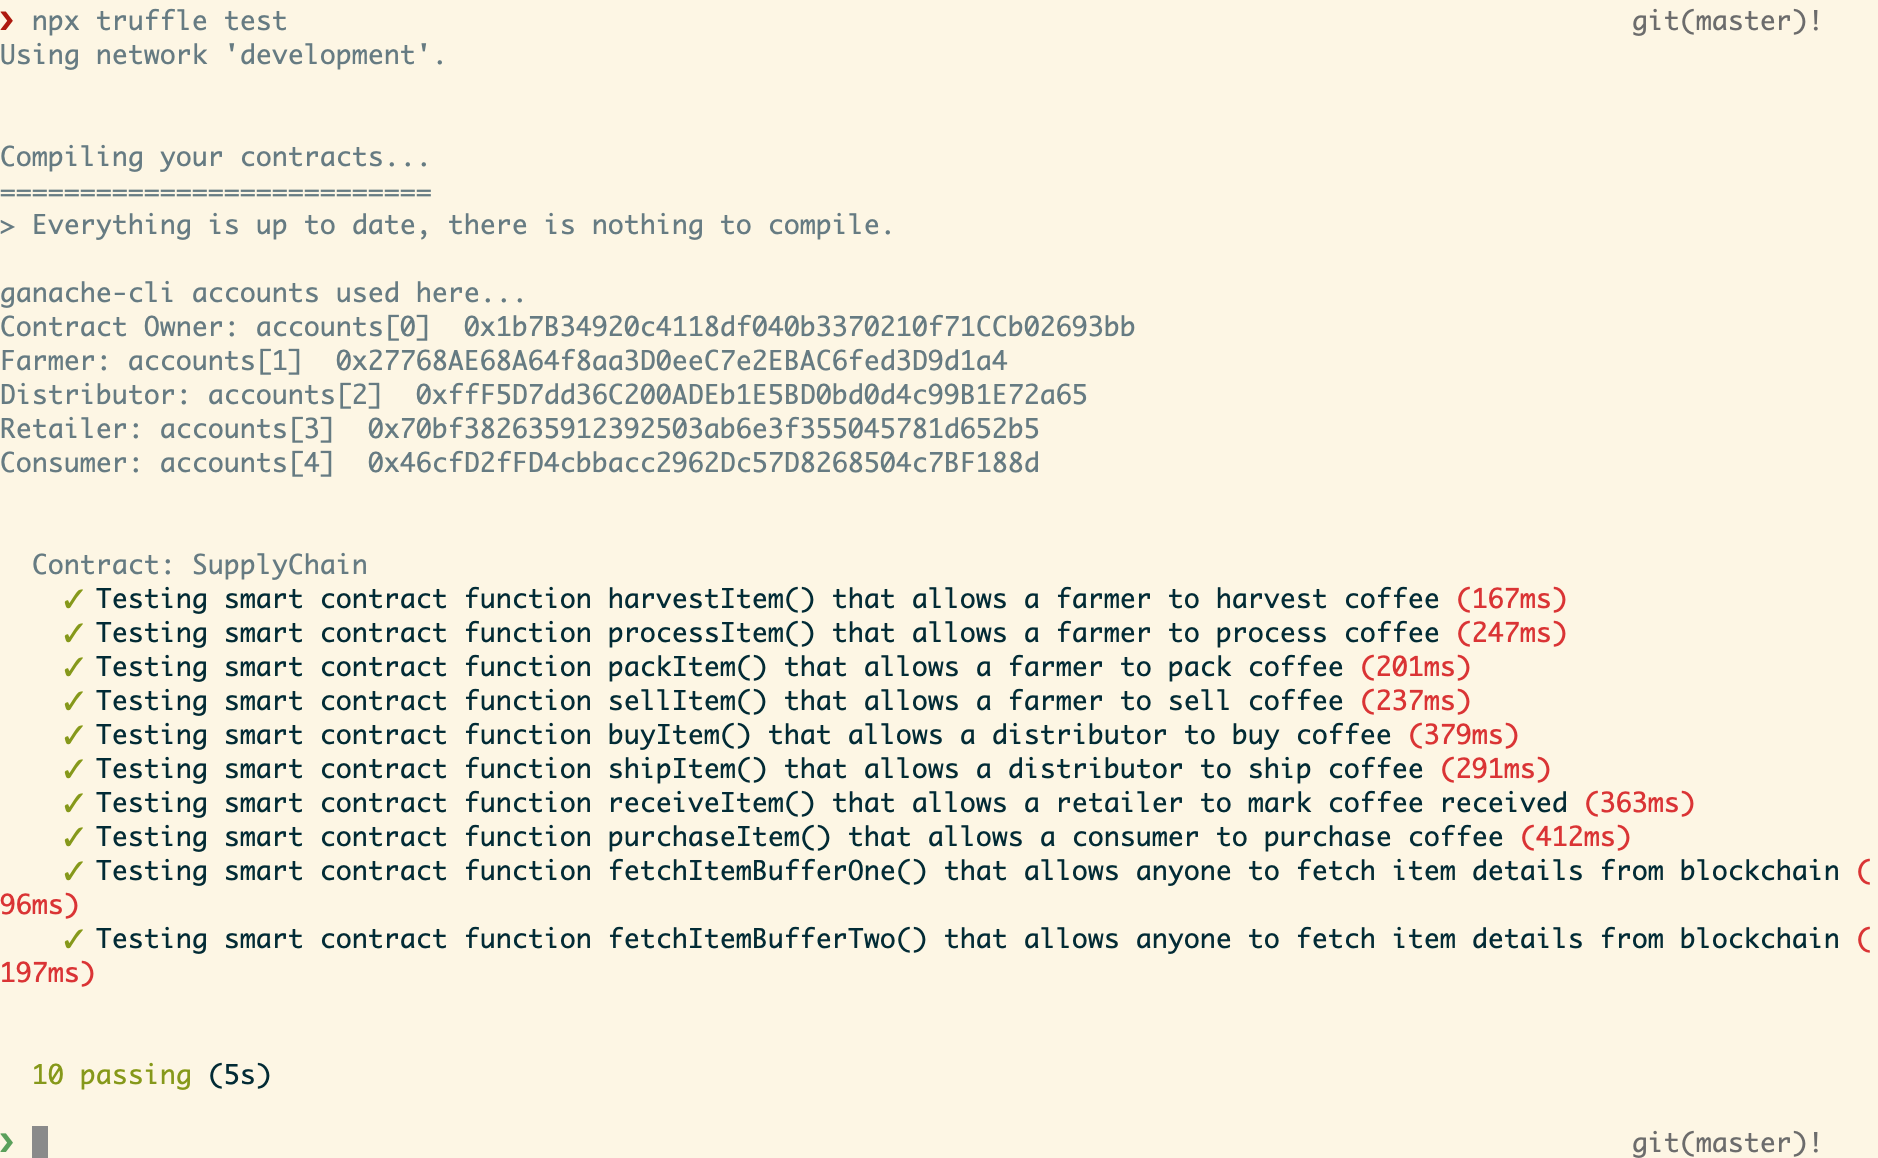 ❯ npx truffle test git(master)!
Using network 'development'.
Compiling your contracts...
===========================
> Everything is up to date, there is nothing to compile.
ganache-cli accounts used here...
Contract Owner: accounts[0]  0x1b7B34920c4118df040b3370210f71CCb02693bb
Farmer: accounts[1]  0x27768AE68A64f8aa3D0eeC7e2EBAC6fed3D9d1a4
Distributor: accounts[2]  0xffF5D7dd36C200ADEb1E5BD0bd0d4c99B1E72a65
Retailer: accounts[3]  0x70bf382635912392503ab6e3f355045781d652b5
Consumer: accounts[4]  0x46cfD2fFD4cbbacc2962Dc57D8268504c7BF188d
Contract: SupplyChain
✓ Testing smart contract function harvestItem() that allows a farmer to harvest coffee (167ms)
✓ Testing smart contract function processItem() that allows a farmer to process coffee (247ms)
✓ Testing smart contract function packItem() that allows a farmer to pack coffee (201ms)
✓ Testing smart contract function sellItem() that allows a farmer to sell coffee (237ms)
✓ Testing smart contract function buyItem() that allows a distributor to buy coffee (379ms)
✓ Testing smart contract function shipItem() that allows a distributor to ship coffee (291ms)
✓ Testing smart contract function receiveItem() that allows a retailer to mark coffee received (363ms)
✓ Testing smart contract function purchaseItem() that allows a consumer to purchase coffee (412ms)
✓ Testing smart contract function fetchItemBufferOne() that allows anyone to fetch item details from blockchain (
96ms)
✓ Testing smart contract function fetchItemBufferTwo() that allows anyone to fetch item details from blockchain (
197ms)
10 passing (5s)
❯ git(master)!